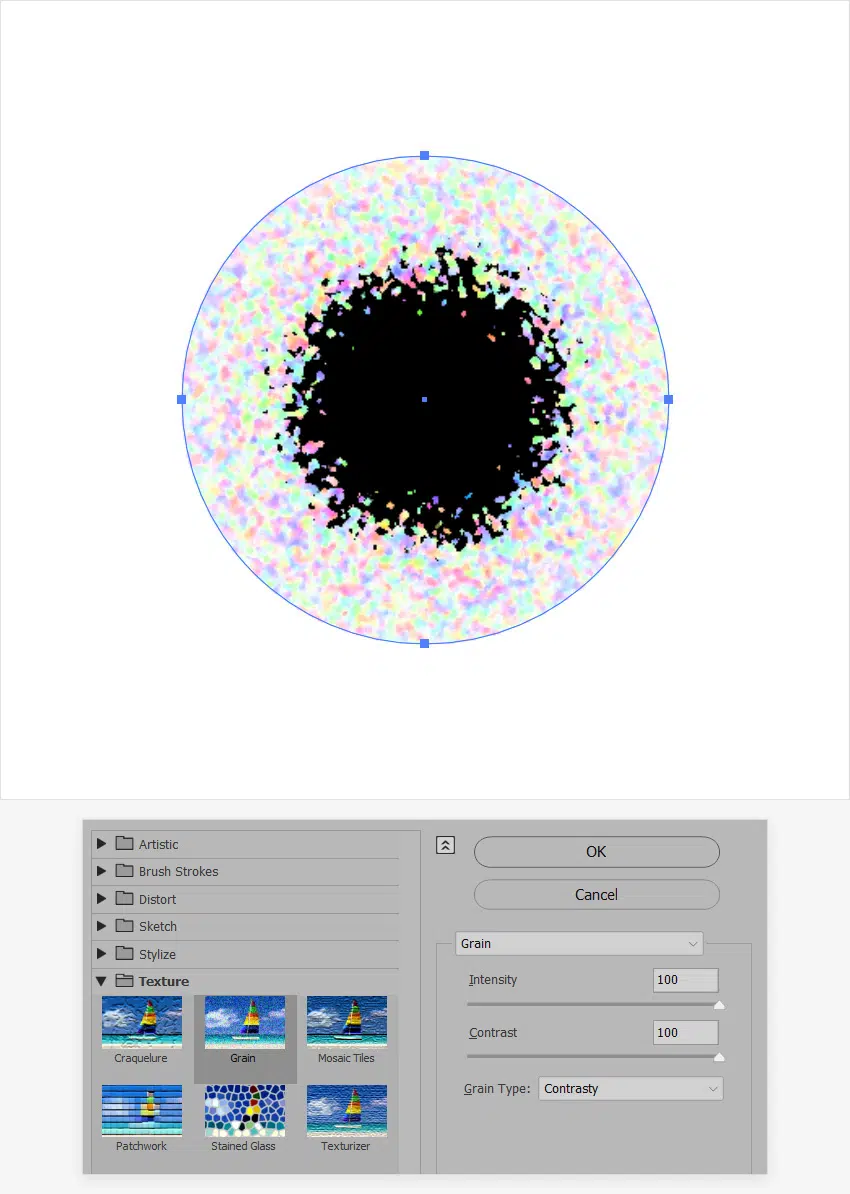 Artistic
Brush Strokes
Distort
Sketch
Stylize
Texture
Craquelure
Grain
Mosaic Tiles
Patchwork
Stained Glass
Texturizer
OK
Cancel
Grain
Intensity 100
Contrast 100
Grain Type: Contrasty